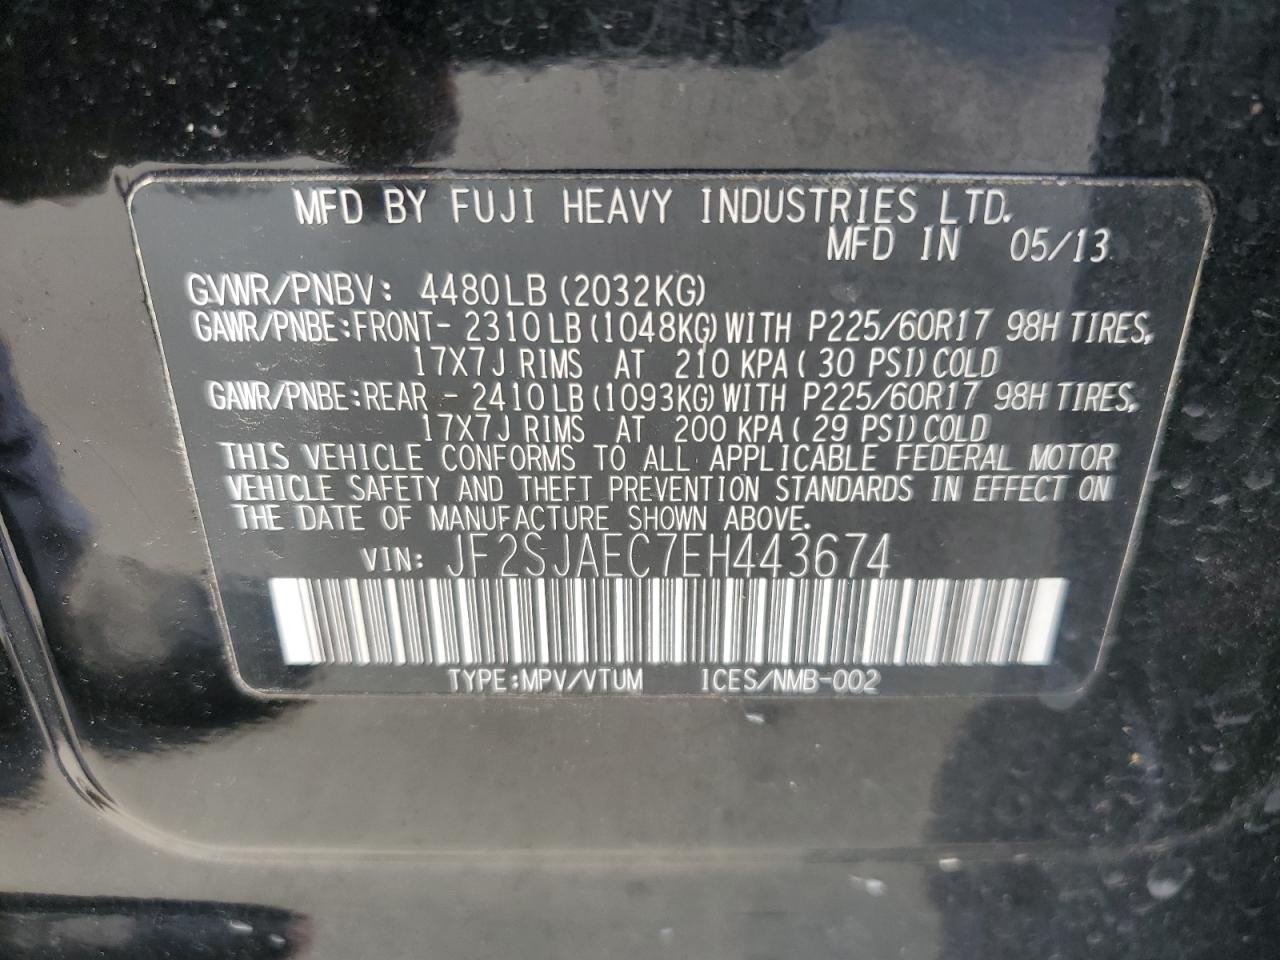 MFD BY FUJI HEAVY INDUSTRIES LTD.
MFD IN 05/13
GVWR/PNBV: 4480LB (2032KG)
GAWR/PNBE:FRONT- 2310LB(1048KG)WITH P225/60R17 98H TIRES,
17X7J RIMS AT 210 KPA( 30 PSI)COLD
GAWR/PNBE:REAR - 2410LB(1093KG)WITH P225/60R17 98H TIRES,
17X7J RIMS AT 200 KPA( 29 PSI)COLD
THIS VEHICLE CONFORMS TO ALL APPLICABLE FEDERAL MOTOR
VEHICLE SAFETY AND THEFT PREVENTION STANDARDS IN EFFECT ON
THE DATE OF MANUFACTURE SHOWN ABOVE.
VIN: JF2SJAEC7EH443674
TYPE:MPV/VTUM ICES/NMB-002